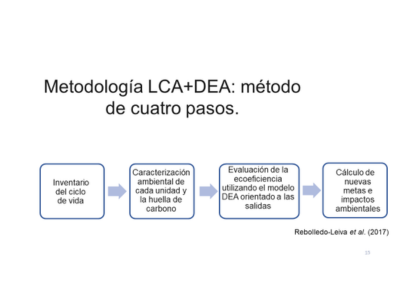 Metodología LCA+DEA: método
de cuatro pasos.
Inventario
del ciclo
de vida
Caracterización
ambiental de
cada unidad y
la huella de
carbono
Evaluación de la
ecoeficiencia
utilizando el modelo
DEA orientado a las
salidas
Cálculo de
nuevas
metas e
impactos
ambientales
Rebolledo-Leiva et al. (2017)